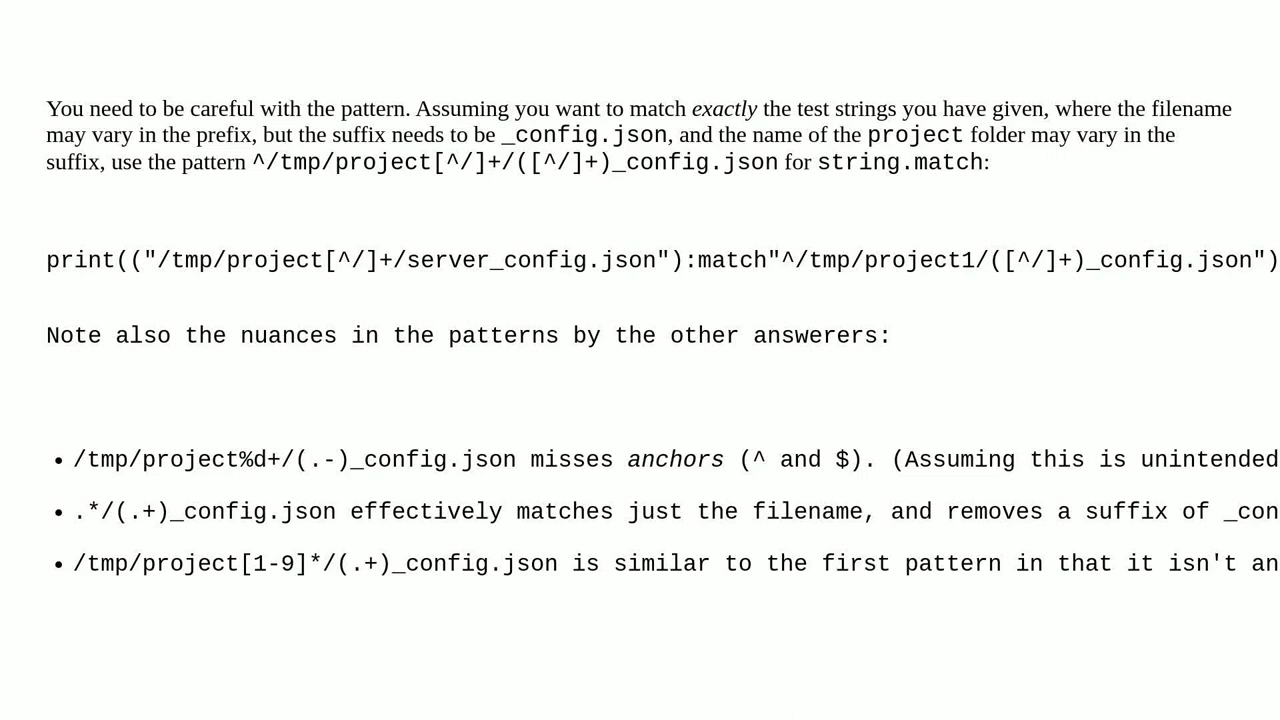 You need to be careful with the pattern. Assuming you want to match exactly the test strings you have given, where the filename
may vary in the prefix, but the suffix needs to be _config.json, and the name of the project folder may vary in the
suffix, use the pattern ^/tmp/project[^/]+/([^/]+)_config.json for string.match:
print(("/tmp/project[^/]+/server_config.json"):match"^/tmp/project1/([^/]+)_config.json")
Note also the nuances in the patterns by the other answerers:
• /tmp/project%d+/(.-)_config.json misses anchors (^ and $). (Assuming this is unintended
• .*/(.+)_config.json effectively matches just the filename, and removes a suffix of _con
• /tmp/project[1-9]*/(.+)_config.json is similar to the first pattern in that it isn't an